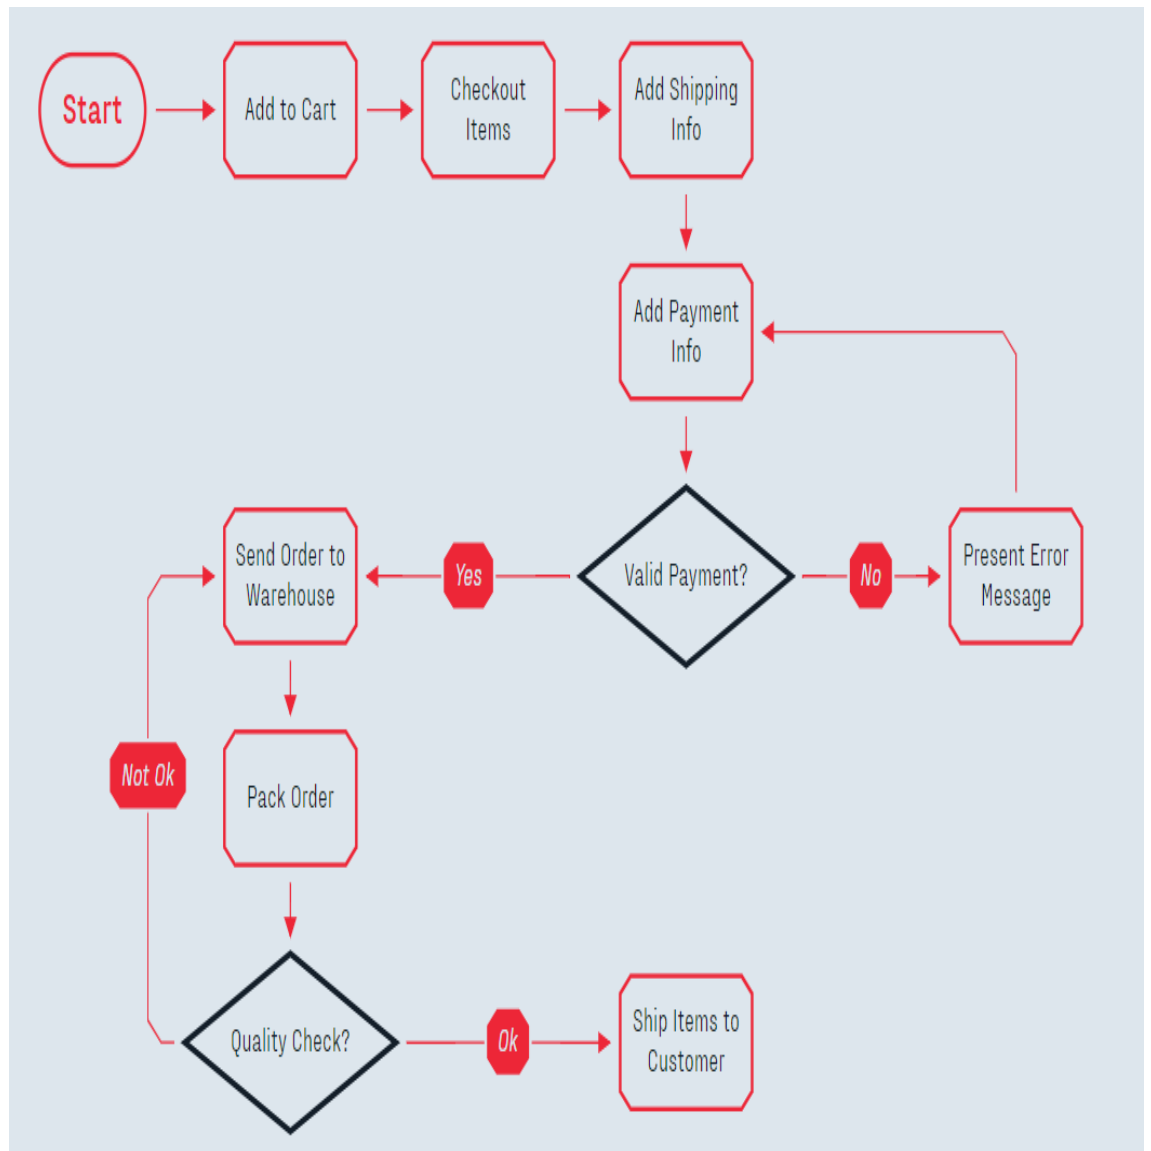 Start
Add to Cart
Checkout
Items
Add Shipping
Info
Add Payment
Info
Valid Payment?
Yes
No
Send Order to
Warehouse
Present Error
Message
Not Ok
Pack Order
Quality Check?
Ok
Ship Items to
Customer